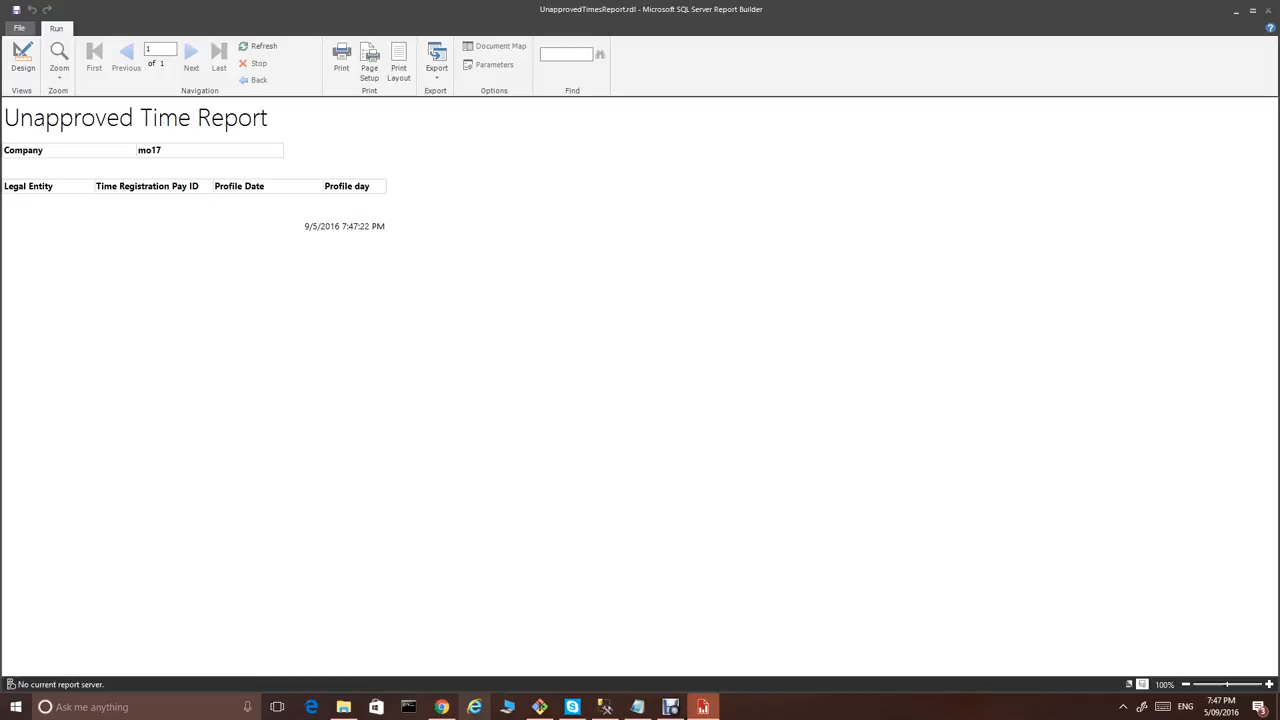 UnapprovedTimesReport.rdl - Microsoft SQL Server Report Builder
File Run
Design
Views
Zoom
Zoom
First
Previous
1
of 1
Next
Last
Refresh
Stop
Back
Navigation
Print
Page Setup
Print Layout
Print
Export
Export
Document Map
Parameters
Options
Find
Unapproved Time Report
Company mo17
Legal Entity Time Registration Pay ID Profile Date Profile day
9/5/2016 7:47:22 PM
No current report server.
100%
Ask me anything
ENG
7:47 PM
5/09/2016
3